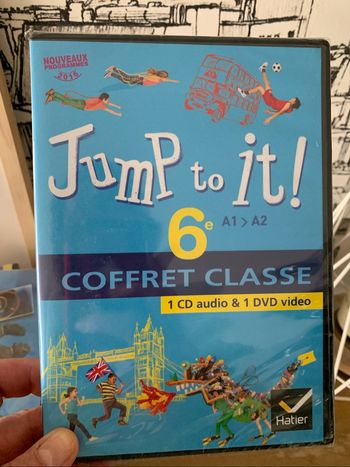 NOUVEAUX
PROGRAMMES
2016
Jump to it!
6e A1 > A2
COFFRET CLASSE
1 CD audio & 1 DVD video
Hatier